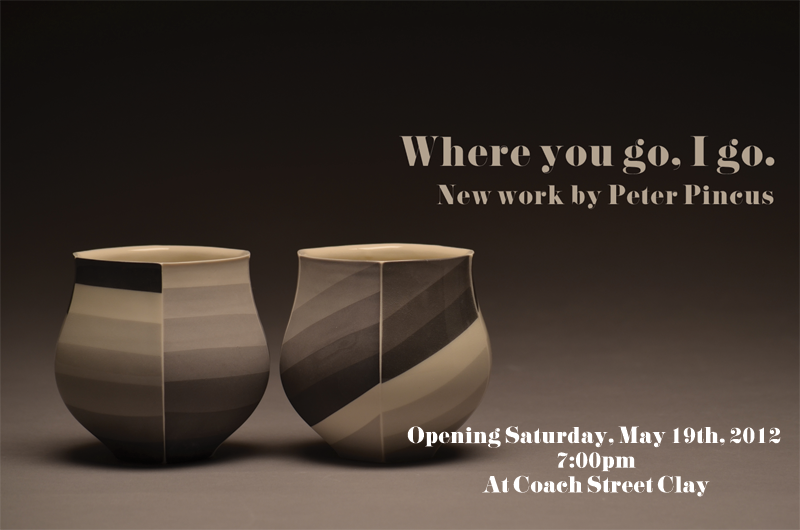 Where you go, I go.
New work by Peter Pincus
Opening Saturday, May 19th, 2012
7:00pm
At Coach Street Clay